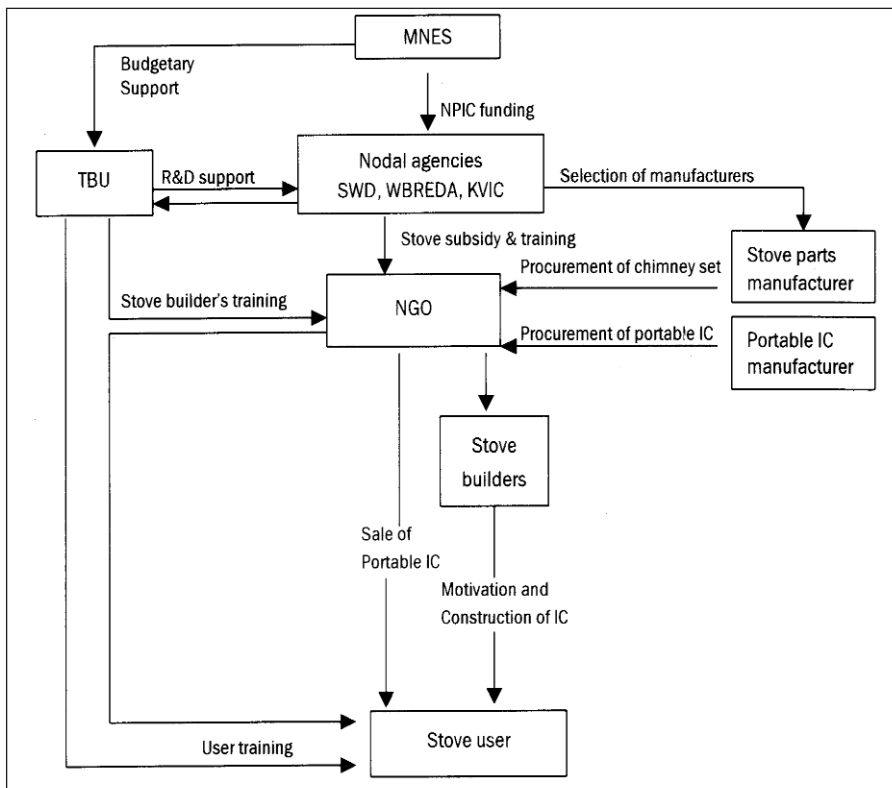 MNES
Budgetary
Support
NPIC funding
Nodal agencies
SWD, WBREDA, KVIC
TBU
R&D support
Selection of manufacturers
Stove subsidy & training
Procurement of chimney set
Stove parts
manufacturer
Stove builder's training
NGO
Procurement of portable IC
Portable IC
manufacturer
Stove
builders
Sale of
Portable IC
Motivation and
Construction of IC
User training
Stove user